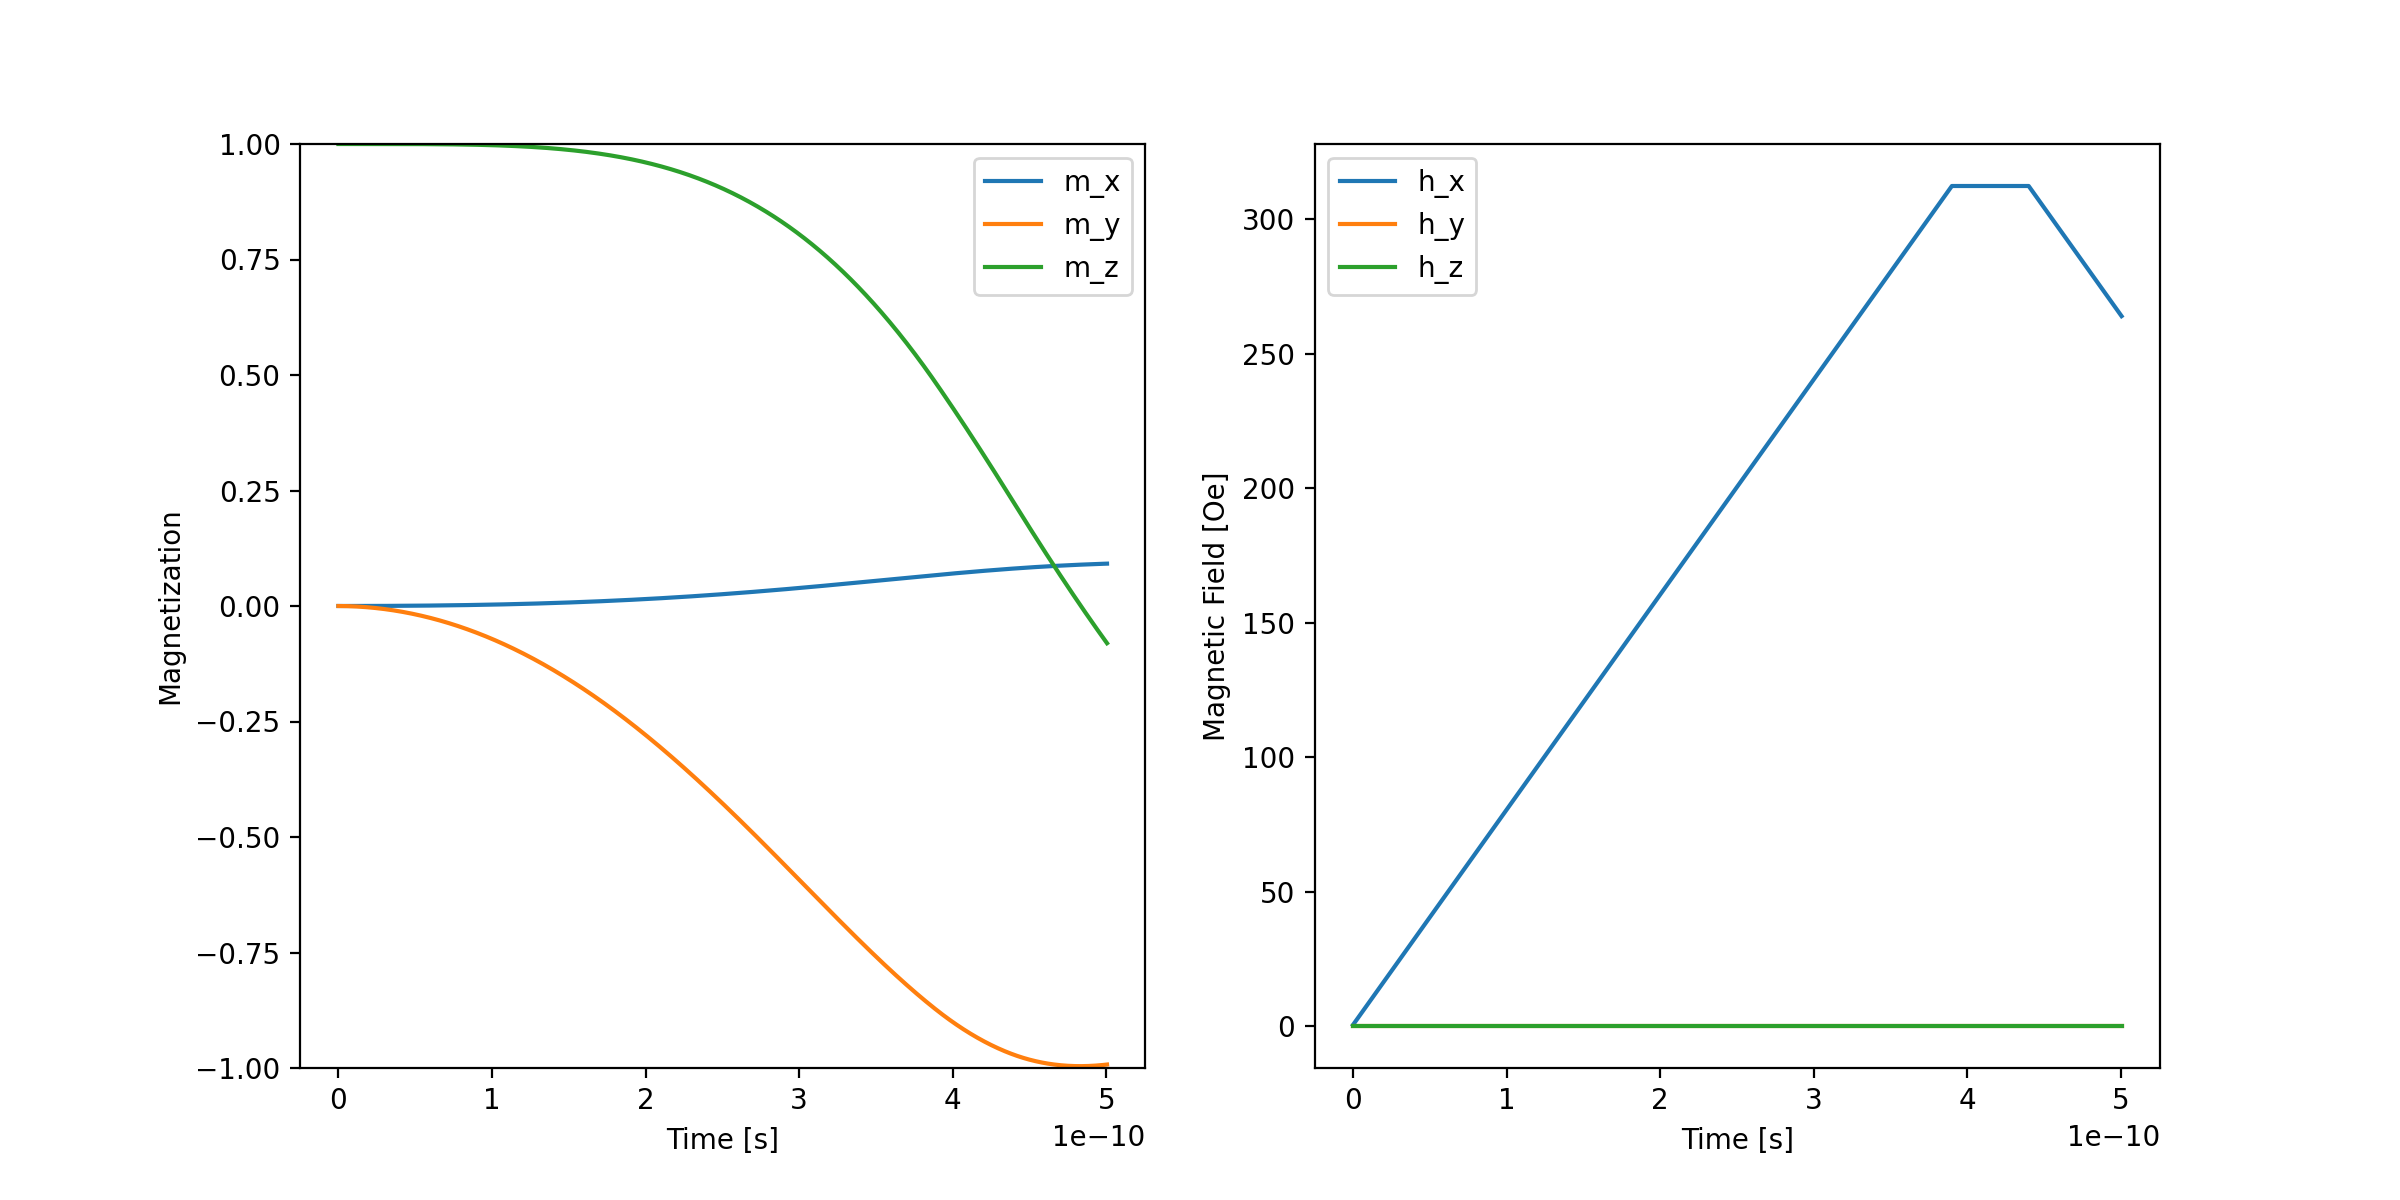 1.00
0.75
0.50
0.25
0.00
−0.25
−0.50
−0.75
−1.00
Magnetization
m_x
m_y
m_z
0 1 2 3 4 5
1e−10
Time [s]
300
250
200
150
100
50
0
Magnetic Field [Oe]
h_x
h_y
h_z
0 1 2 3 4 5
1e−10
Time [s]